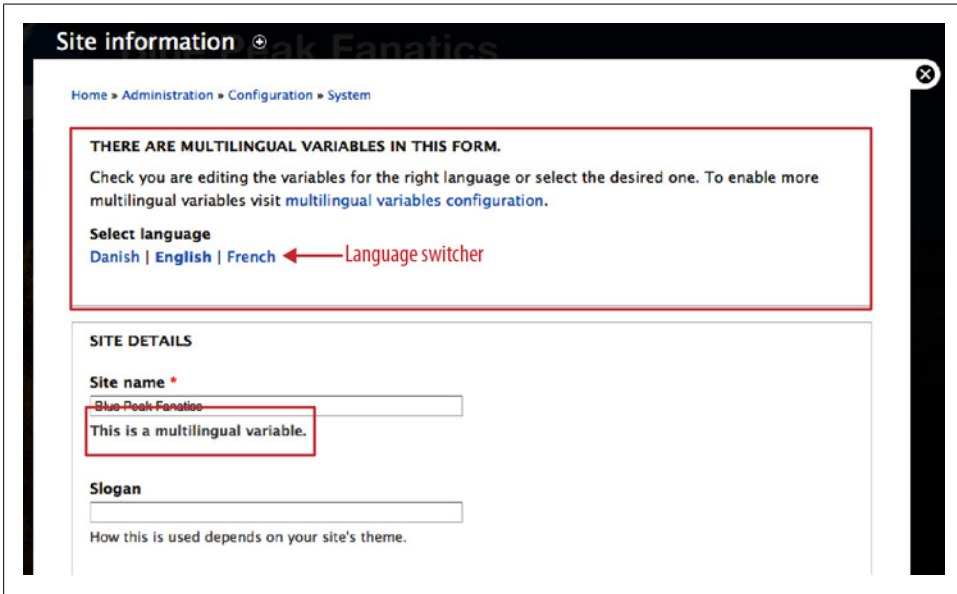 Site information
Blue Peak Fanatics
Home » Administration » Configuration » System
THERE ARE MULTILINGUAL VARIABLES IN THIS FORM.
Check you are editing the variables for the right language or select the desired one. To enable more
multilingual variables visit multilingual variables configuration.
Select language
Danish | English | French Language switcher
SITE DETAILS
Site name *
Blue Peak Fanatics
This is a multilingual variable.
Slogan
How this is used depends on your site's theme.